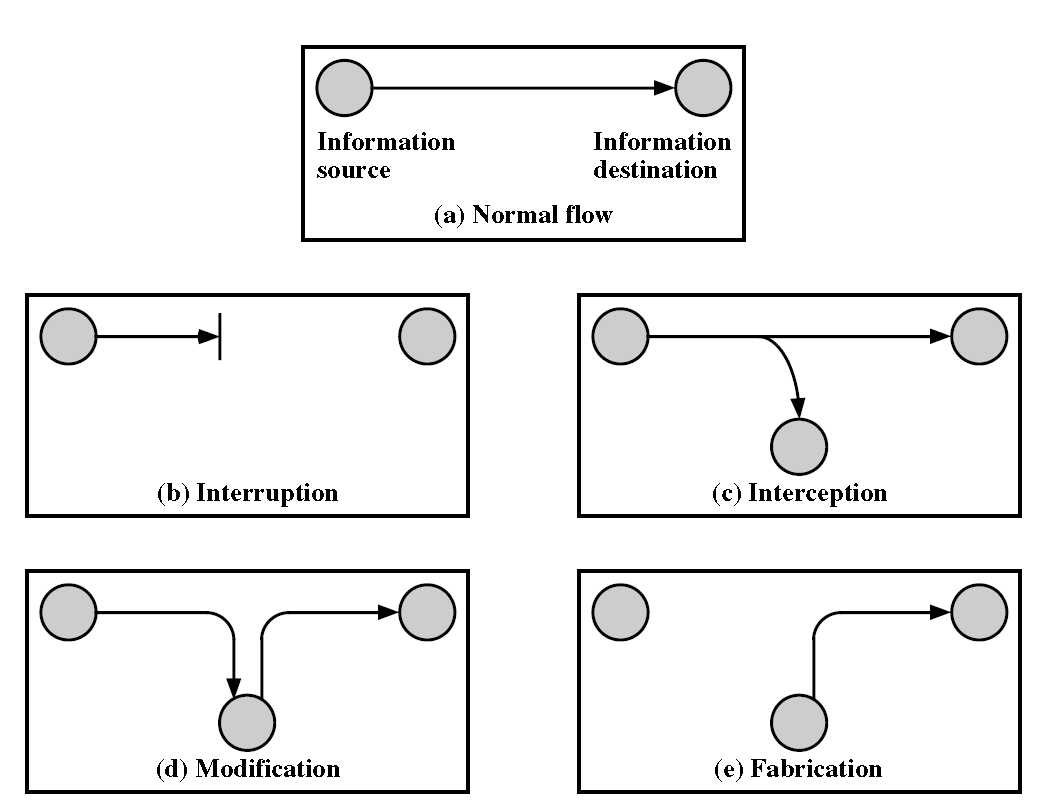 Information
source
Information
destination
(a) Normal flow
(b) Interruption
(c) Interception
(d) Modification
(e) Fabrication